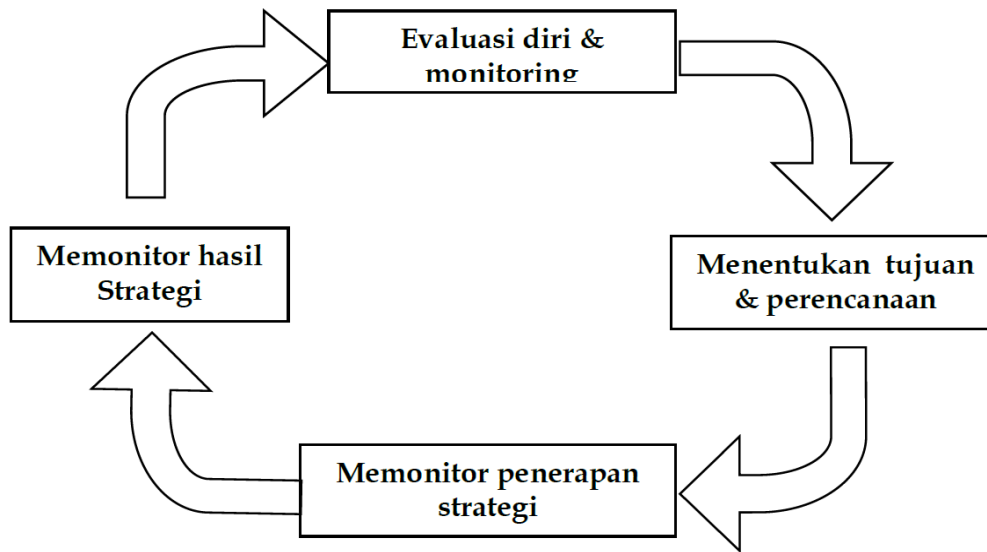 Evaluasi diri &
monitoring
Memonitor hasil
Strategi
Menentukan tujuan
& perencanaan
Memonitor penerapan
strategi